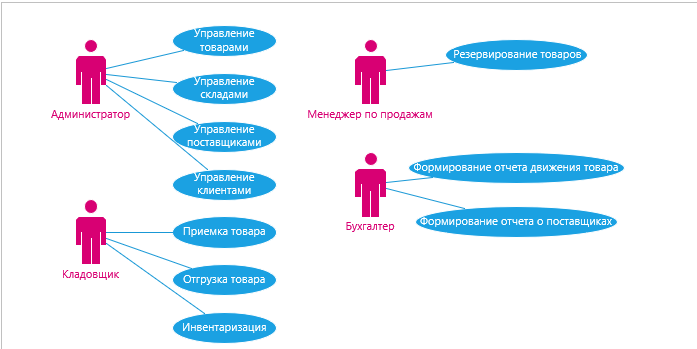 Управление
товарами
Управление
складами
Управление
поставщиками
Управление
клиентами
Администратор
Приемка товара
Отгрузка товара
Инвентаризация
Кладовщик
Резервирование товаров
Менеджер по продажам
Формирование отчета движения товара
Формирование отчета о поставщиках
Бухгалтер